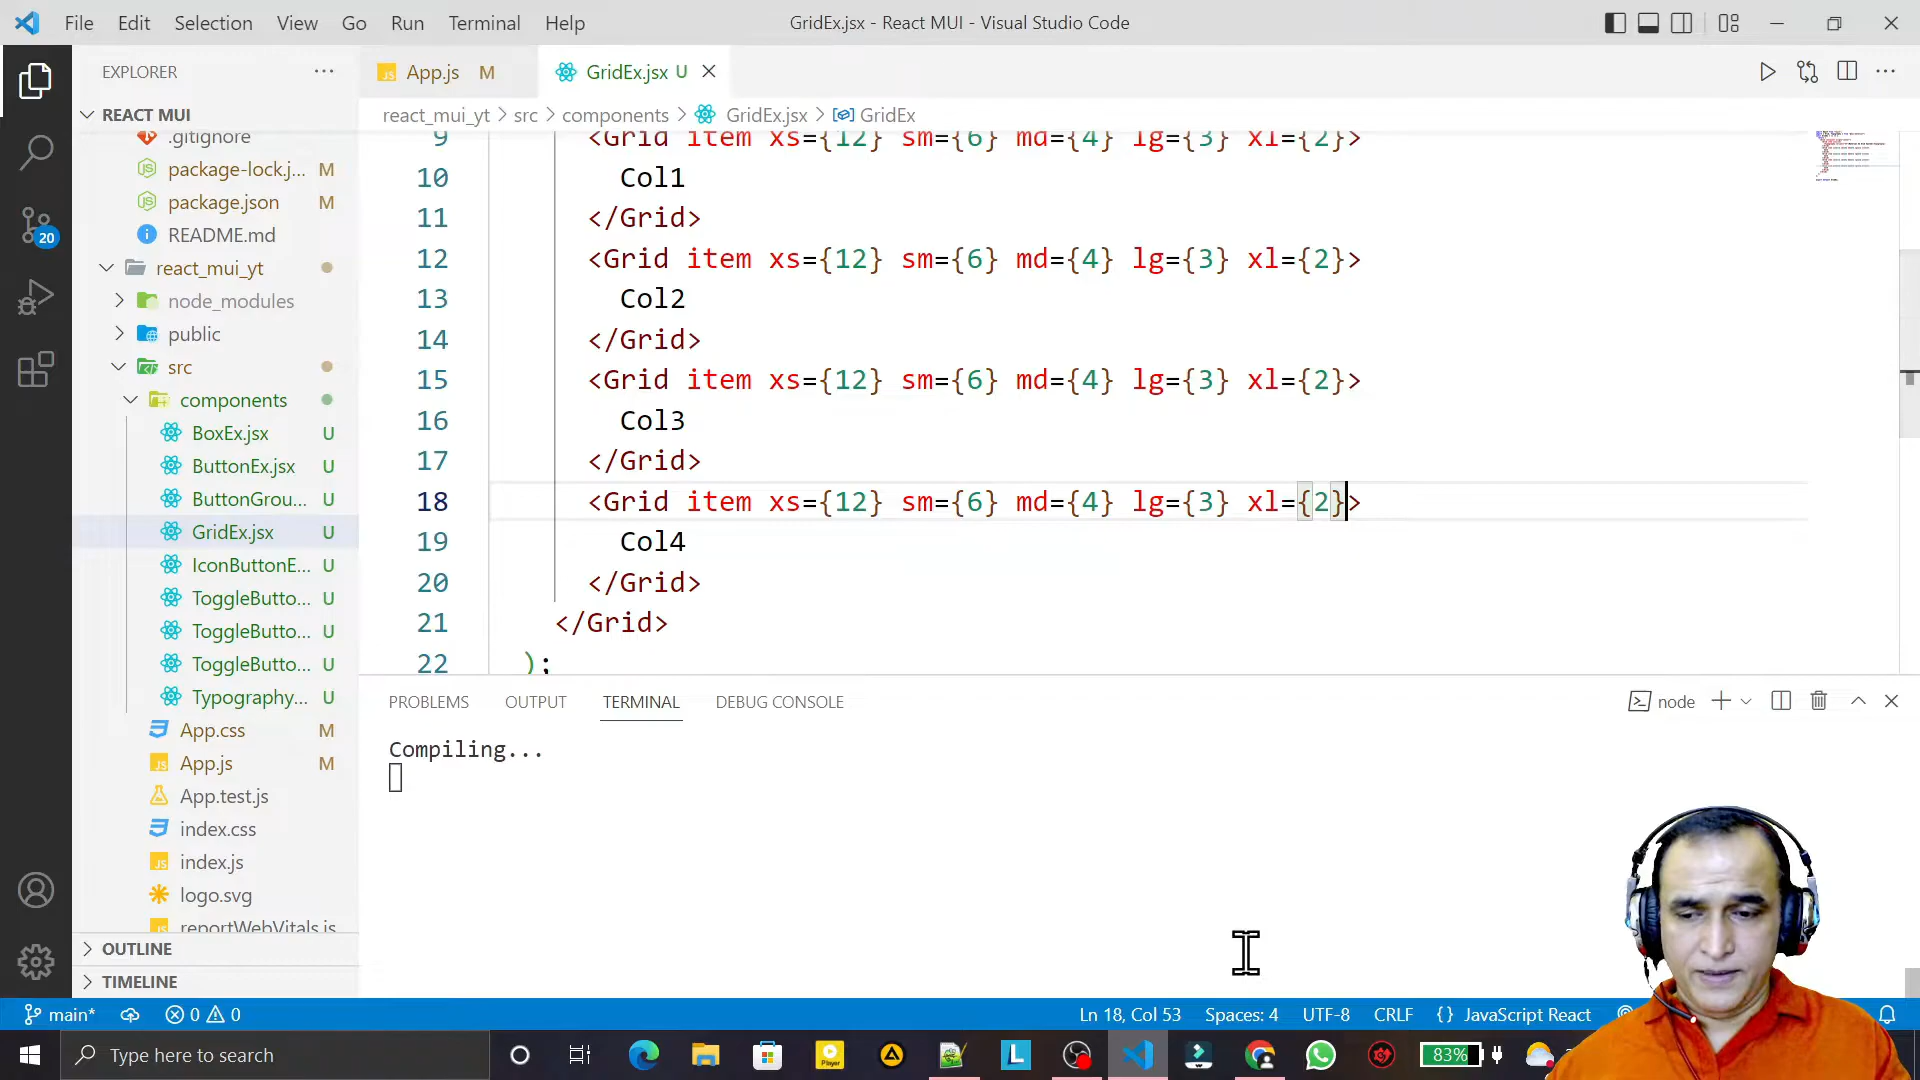 File Edit Selection View Go Run Terminal Help
GridEx.jsx - React MUI - Visual Studio Code
EXPLORER
App.js M
GridEx.jsx U
REACT MUI
react_mui_yt > src > components > GridEx.jsx > GridEx
.gitignore
package-lock.j... M
package.json M
README.md
react_mui_yt
node_modules
public
src
components
BoxEx.jsx U
ButtonEx.jsx U
ButtonGrou... U
GridEx.jsx U
IconButtonE... U
ToggleButto... U
ToggleButto... U
ToggleButto... U
Typography... U
App.css M
App.js M
App.test.js
index.css
index.js
logo.svg
reportWebVitals.js
OUTLINE
TIMELINE
20
9 <Grid item xs={12} sm={6} md={4} lg={3} xl={2}>
10 Col1
11 </Grid>
12 <Grid item xs={12} sm={6} md={4} lg={3} xl={2}>
13 Col2
14 </Grid>
15 <Grid item xs={12} sm={6} md={4} lg={3} xl={2}>
16 Col3
17 </Grid>
18 <Grid item xs={12} sm={6} md={4} lg={3} xl={2}>
19 Col4
20 </Grid>
21 </Grid>
22 );
PROBLEMS OUTPUT TERMINAL DEBUG CONSOLE
node
Compiling...
main* 0 0
Ln 18, Col 53 Spaces: 4 UTF-8 CRLF {} JavaScript React
Type here to search
Player
L
83%